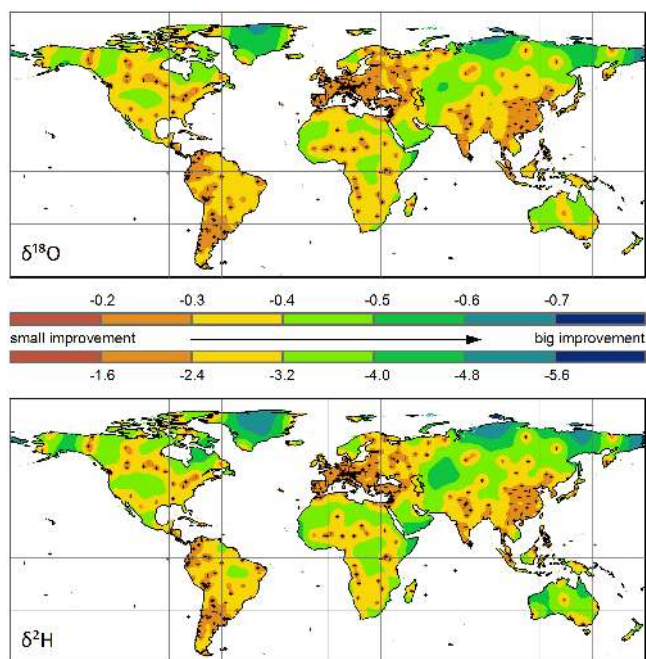 δ¹⁸O
-0.2 -0.3 -0.4 -0.5 -0.6 -0.7
small improvement big improvement
-1.6 -2.4 -3.2 -4.0 -4.8 -5.6
δ²H